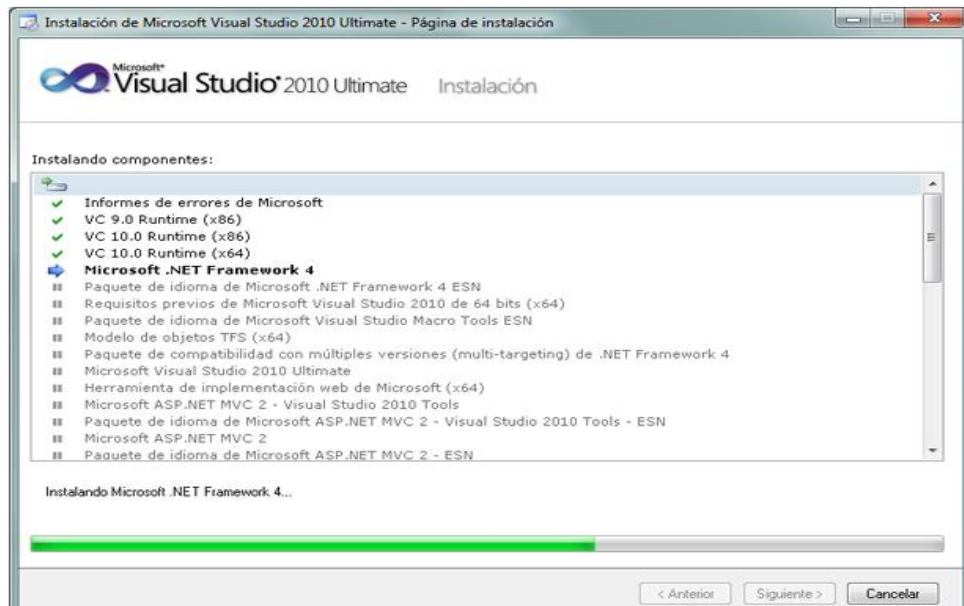 Instalación de Microsoft Visual Studio 2010 Ultimate - Página de instalación
Microsoft®
Visual Studio® 2010 Ultimate Instalación
Instalando componentes:
Informes de errores de Microsoft
VC 9.0 Runtime (x86)
VC 10.0 Runtime (x86)
VC 10.0 Runtime (x64)
Microsoft .NET Framework 4
Paquete de idioma de Microsoft .NET Framework 4 ESN
Requisitos previos de Microsoft Visual Studio 2010 de 64 bits (x64)
Paquete de idioma de Microsoft Visual Studio Macro Tools ESN
Modelo de objetos TFS (x64)
Paquete de compatibilidad con múltiples versiones (multi-targeting) de .NET Framework 4
Microsoft Visual Studio 2010 Ultimate
Herramienta de implementación web de Microsoft (x64)
Microsoft ASP.NET MVC 2 - Visual Studio 2010 Tools
Paquete de idioma de Microsoft ASP.NET MVC 2 - Visual Studio 2010 Tools - ESN
Microsoft ASP.NET MVC 2
Paquete de idioma de Microsoft ASP.NET MVC 2 - ESN
Instalando Microsoft .NET Framework 4...
< Anterior Siguiente > Cancelar